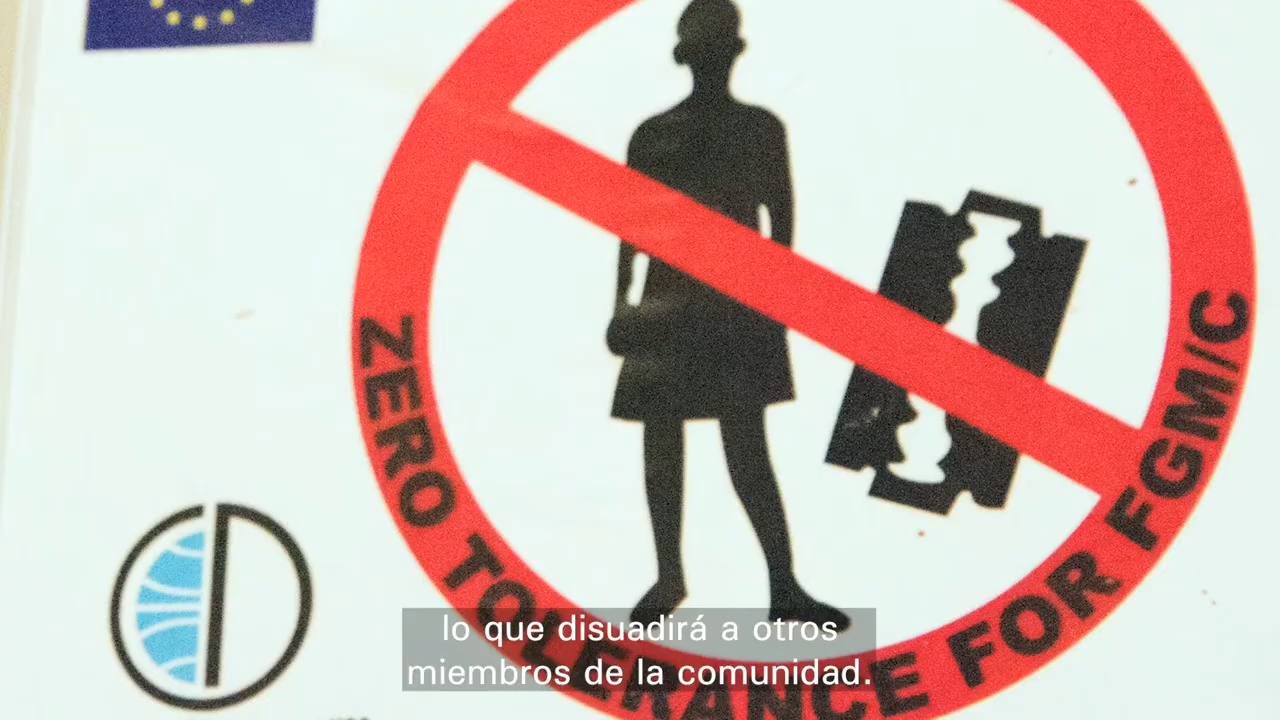 ZERO TOLERANCE FOR FGM/C
lo que disuadirá a otros
miembros de la comunidad.